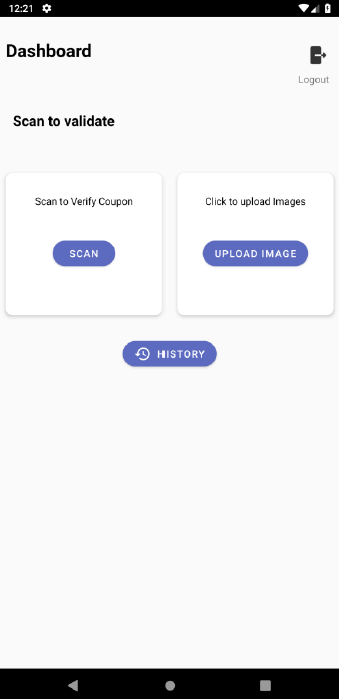 12:21
Dashboard
Logout
Scan to validate
Scan to Verify Coupon
Click to upload Images
SCAN
UPLOAD IMAGE
HISTORY